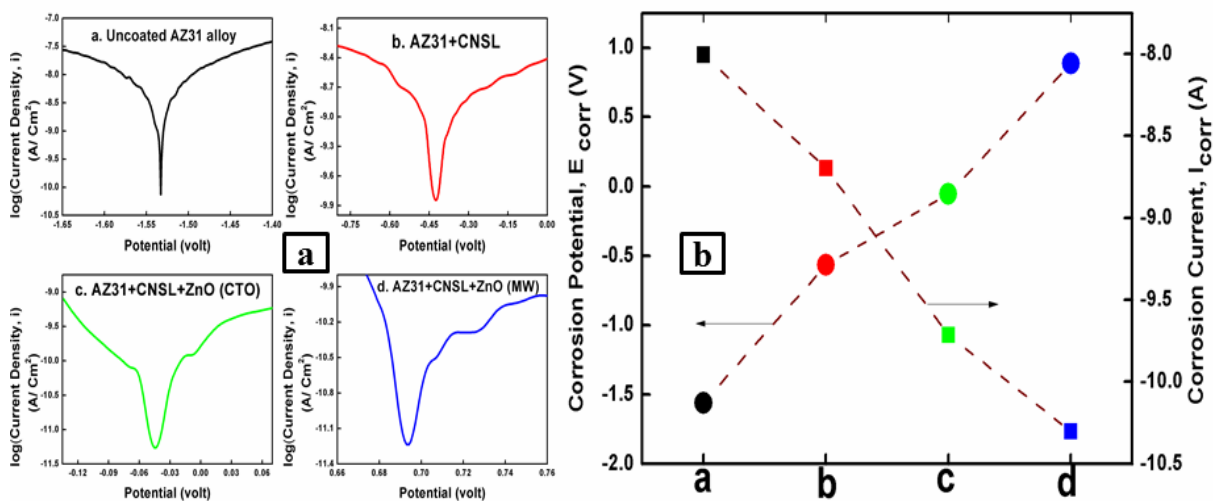 a. Uncoated AZ31 alloy
log(Current Density, i)
(A/ Cm²)
-7.0
-7.5
-8.0
-8.5
-9.0
-9.5
-10.0
-10.5
-1.65 -1.60 -1.55 -1.50 -1.45 -1.40
Potential (volt)
b. AZ31+CNSL
log(Current Density, i)
(A/ Cm²)
-8.1
-8.4
-8.7
-9.0
-9.3
-9.6
-9.9
-0.75 -0.60 -0.45 -0.30 -0.15 0.00
Potential (volt)
a
c. AZ31+CNSL+ZnO (CTO)
log(Current Density, i)
(A/ Cm²)
-9.0
-9.5
-10.0
-10.5
-11.0
-11.5
-0.12 -0.09 -0.06 -0.03 0.00 0.03 0.06
Potential (volt)
d. AZ31+CNSL+ZnO (MW)
log(Current Density, i)
(A/ Cm²)
-9.9
-10.2
-10.5
-10.8
-11.1
-11.4
0.66 0.68 0.70 0.72 0.74 0.76
Potential (volt)
b
Corrosion Potential, E corr (V)
1.0
0.5
0.0
-0.5
-1.0
-1.5
-2.0
a b c d
-8.0
-8.5
-9.0
-9.5
-10.0
-10.5
Corrosion Current, I corr (A)